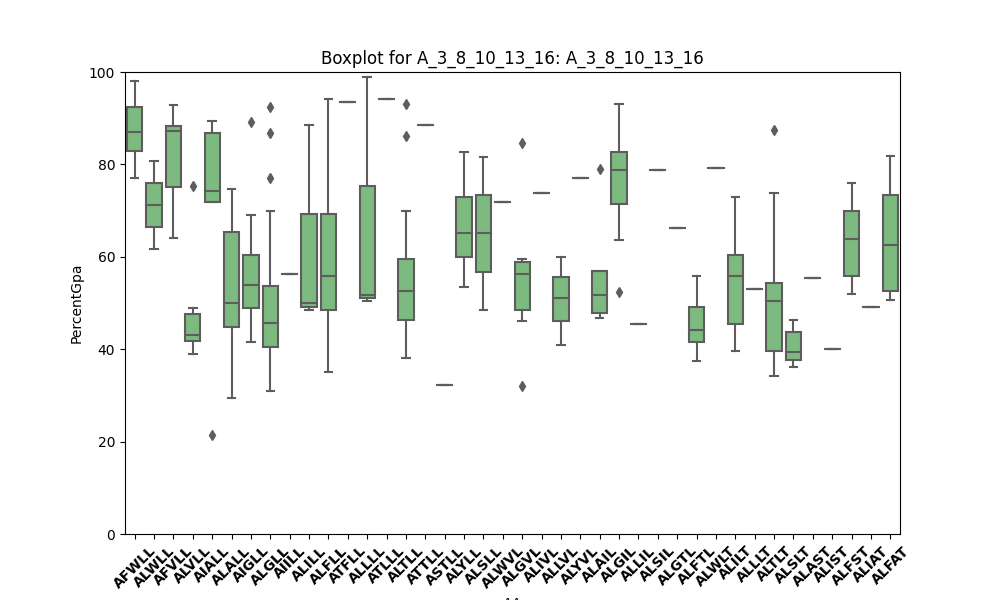 Boxplot for A_3_8_10_13_16: A_3_8_10_13_16
PercentGpa
100
80
60
40
20
0
AFWLL
ALWLL
AFVLL
ALVLL
AIALL
ALALL
AIGLL
ALGLL
AIILL
ALILL
ALFLL
ATFLL
ALLLL
ATLLL
ALTLL
ATTLL
ASTLL
ALYLL
ALSLL
ALWVL
ALGVL
ALIVL
ALLVL
ALYVL
ALAIL
ALGIL
ALLIL
ALSIL
ALGTL
ALFTL
ALWLT
ALILT
ALLLT
ALTLT
ALSLT
ALAST
ALIST
ALFST
ALIAT
ALFAT